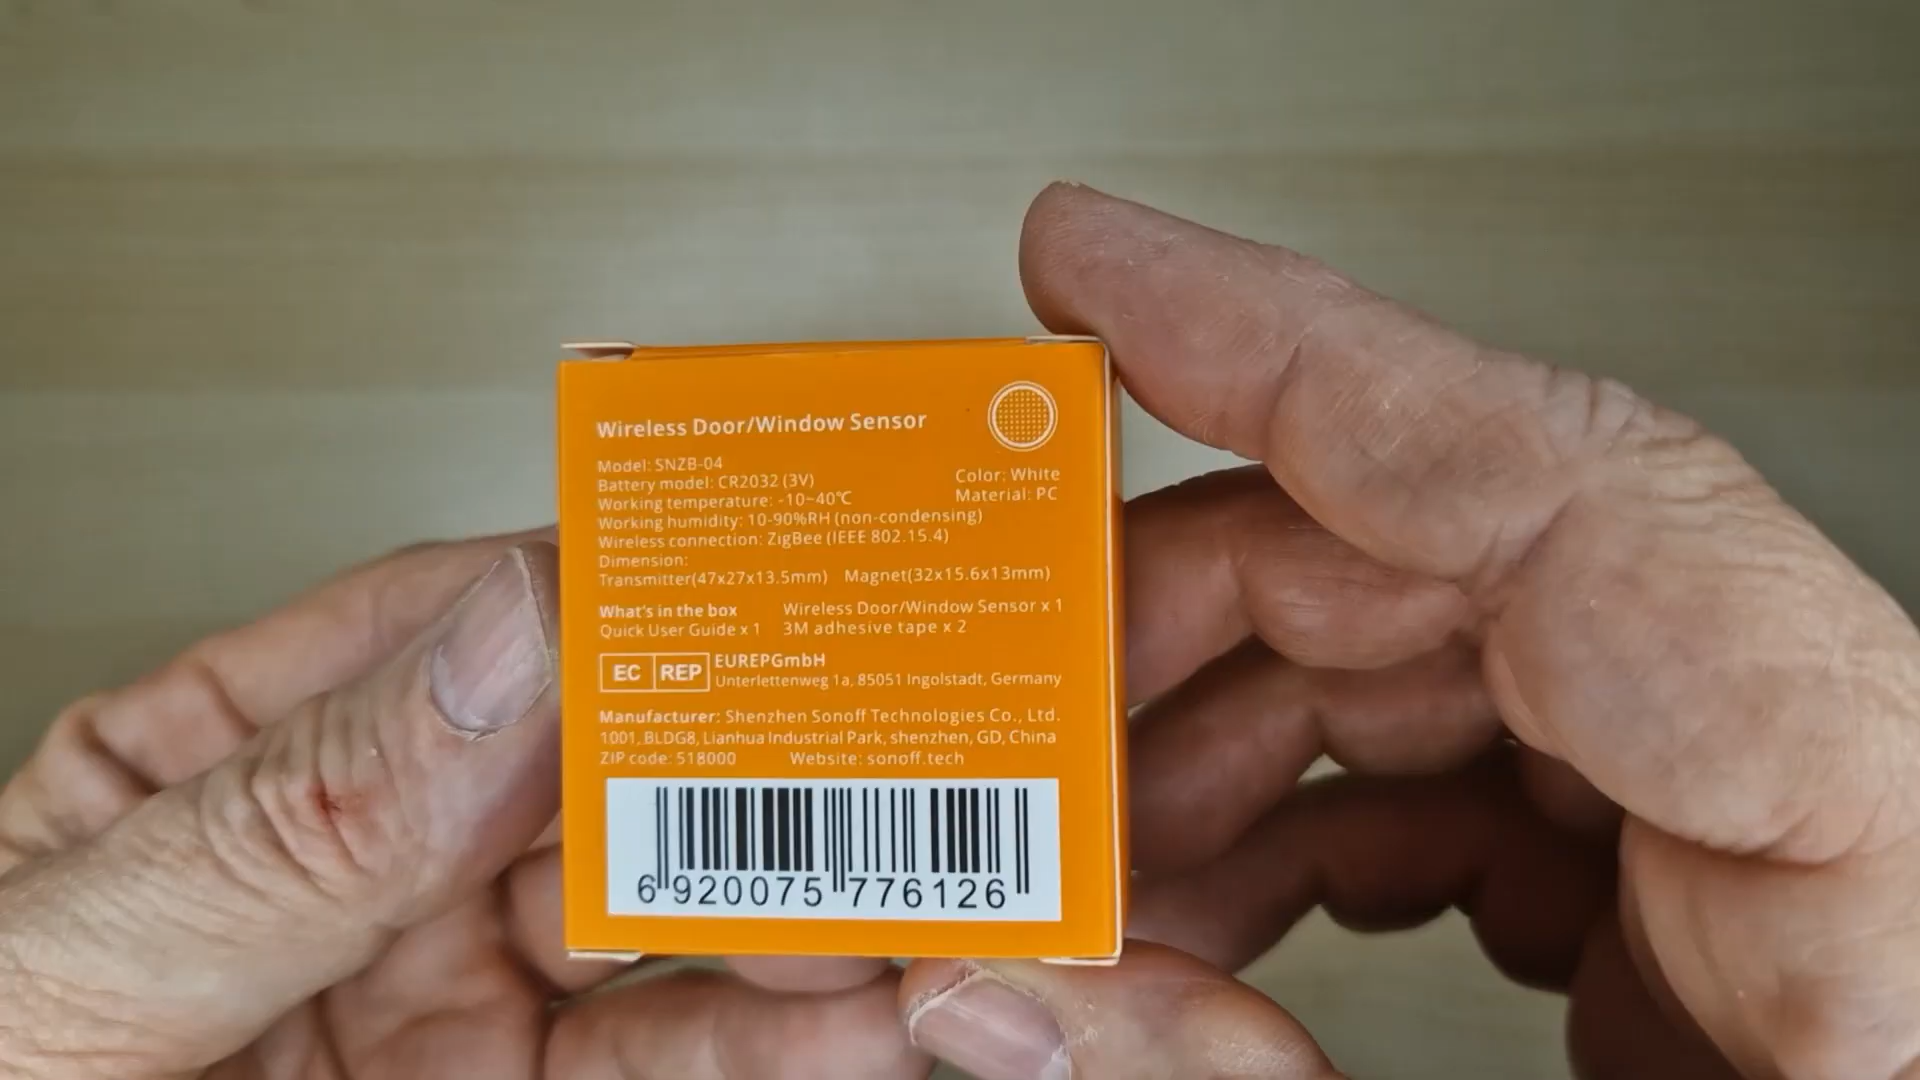 Wireless Door/Window Sensor
Model: SNZB-04
Battery model: CR2032 (3V)
Color: White
Working temperature: -10~40℃
Material: PC
Working humidity: 10-90%RH (non-condensing)
Wireless connection: ZigBee (IEEE 802.15.4)
Dimension:
Transmitter(47x27x13.5mm) Magnet(32x15.6x13mm)
What's in the box Wireless Door/Window Sensor x 1
Quick User Guide x 1 3M adhesive tape x 2
EC REP EUREPGmbH
Unterlettenweg 1a, 85051 Ingolstadt, Germany
Manufacturer: Shenzhen Sonoff Technologies Co., Ltd.
1001, BLDG8, Lianhua Industrial Park, shenzhen, GD, China
ZIP code: 518000 Website: sonoff.tech
6 920075 776126